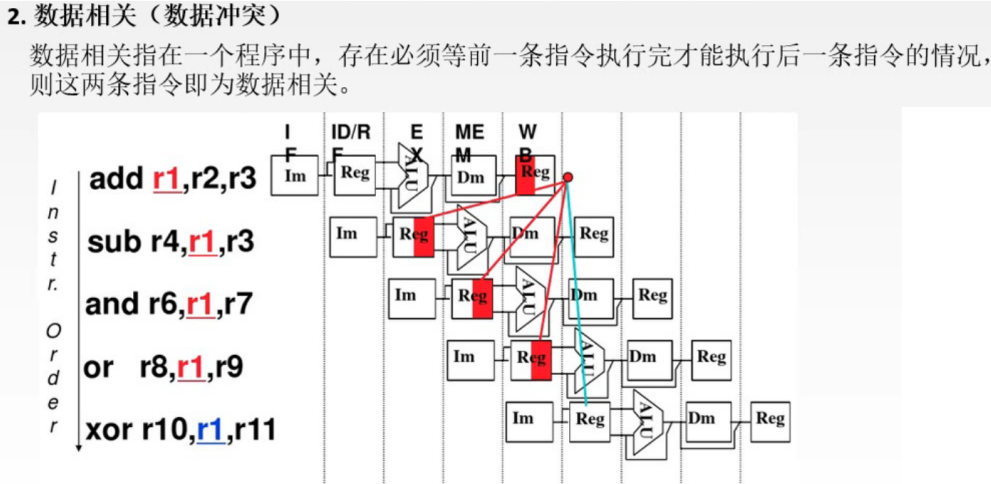 2. 数据相关（数据冲突）
数据相关指在一个程序中，存在必须等前一条指令执行完才能执行后一条指令的情况，
则这两条指令即为数据相关。
IF ID/RF EX MEM WB
Instr. Order
add r1,r2,r3 Im Reg ALU Dm Reg
sub r4,r1,r3 Im Reg ALU Dm Reg
and r6,r1,r7 Im Reg ALU Dm Reg
or r8,r1,r9 Im Reg ALU Dm Reg
xor r10,r1,r11 Im Reg ALU Dm Reg